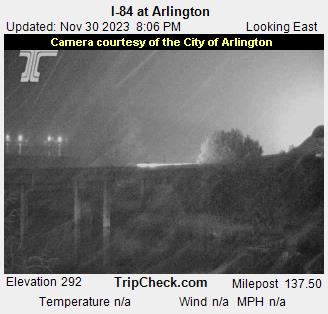 I-84 at Arlington
Updated: Nov 30 2023 8:06 PM Looking East
Camera courtesy of the City of Arlington
Elevation 292 TripCheck.com Milepost 137.50
Temperature n/a Wind n/a MPH n/a